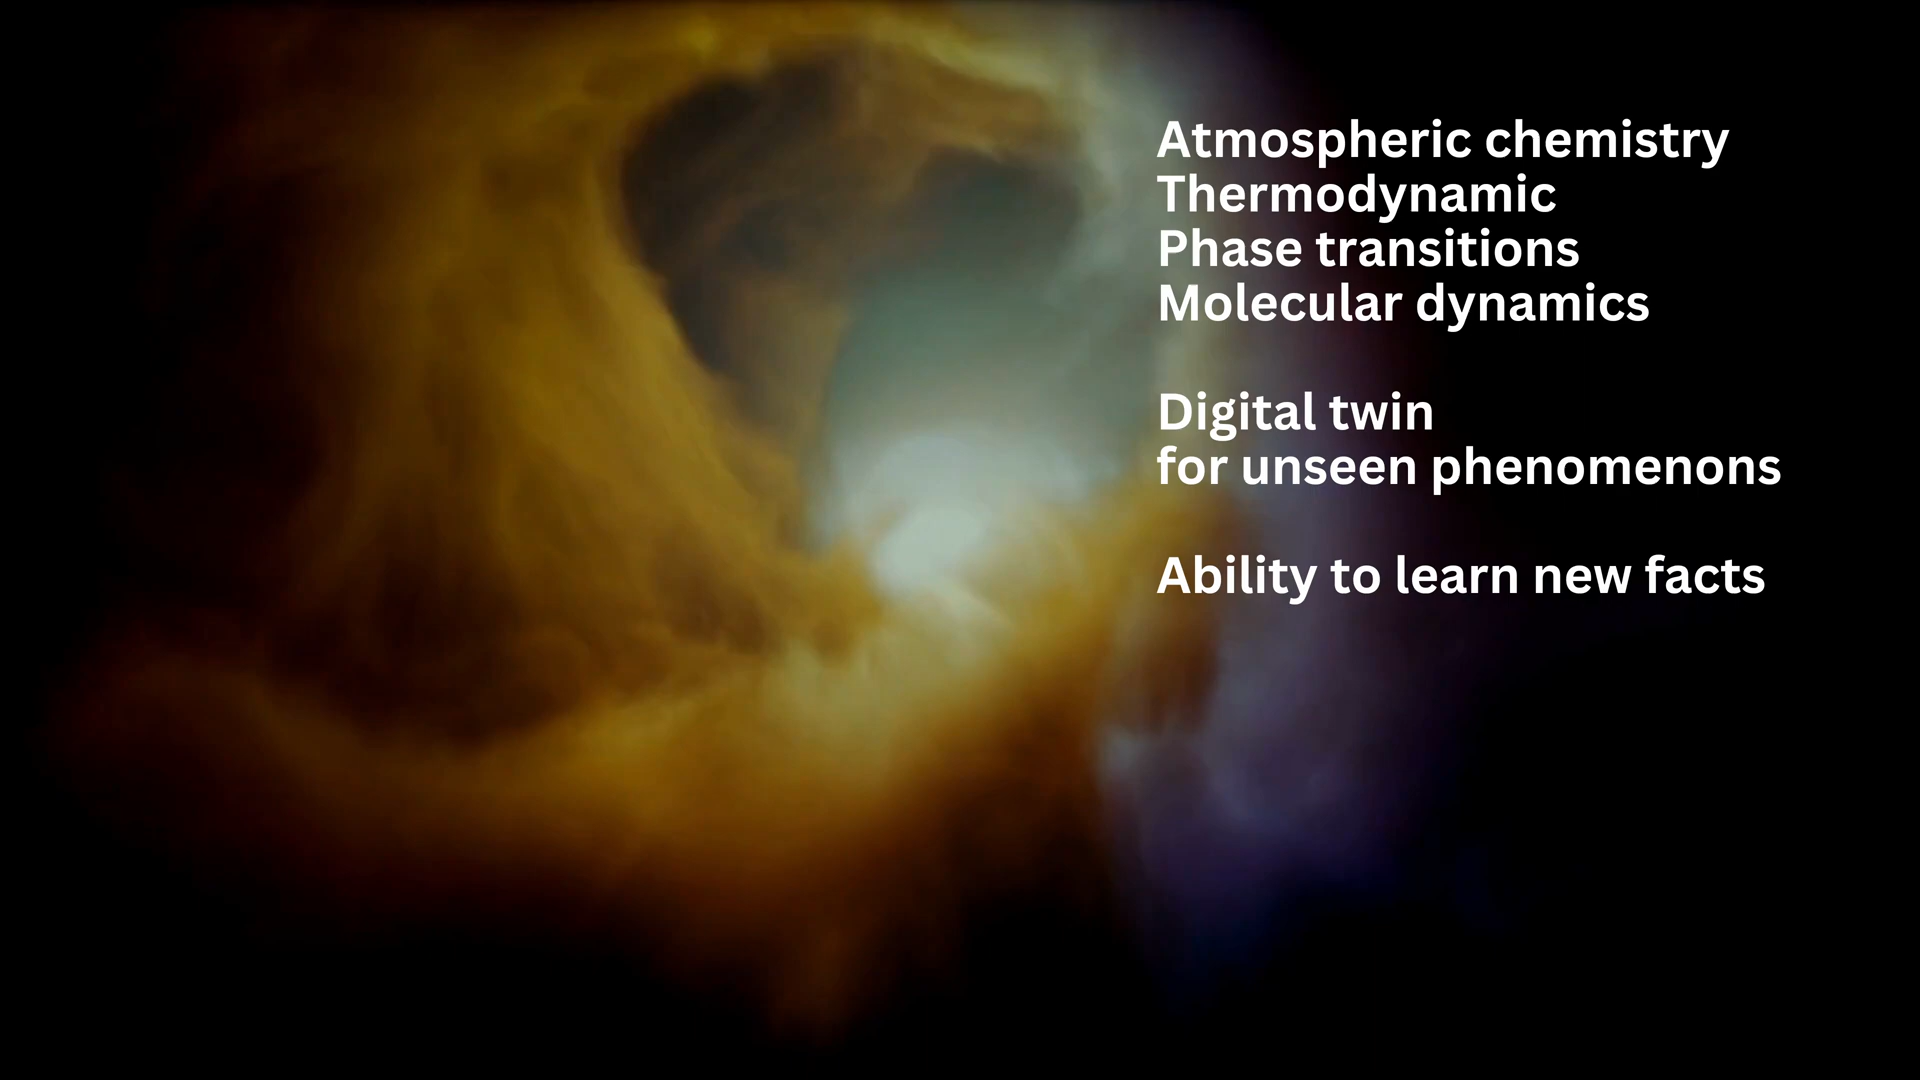 Atmospheric chemistry
Thermodynamic
Phase transitions
Molecular dynamics
Digital twin
for unseen phenomenons
Ability to learn new facts